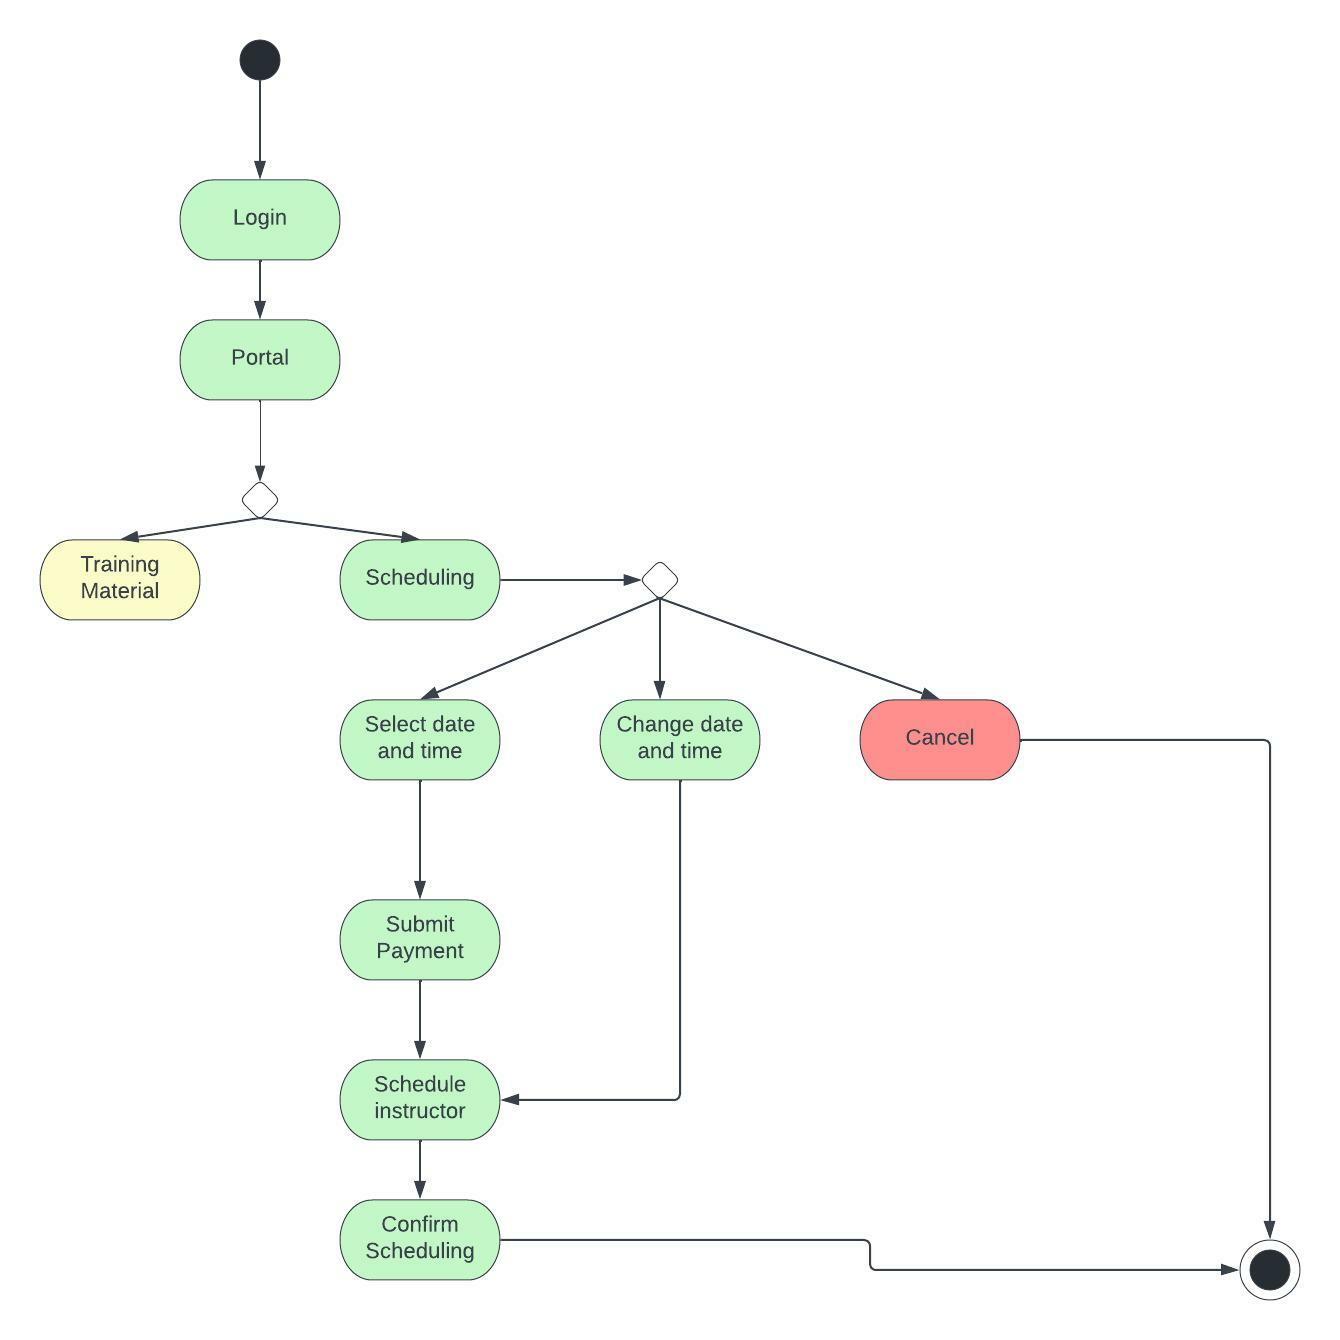 Login
Portal
Training
Material
Scheduling
Select date
and time
Change date
and time
Cancel
Submit
Payment
Schedule
instructor
Confirm
Scheduling